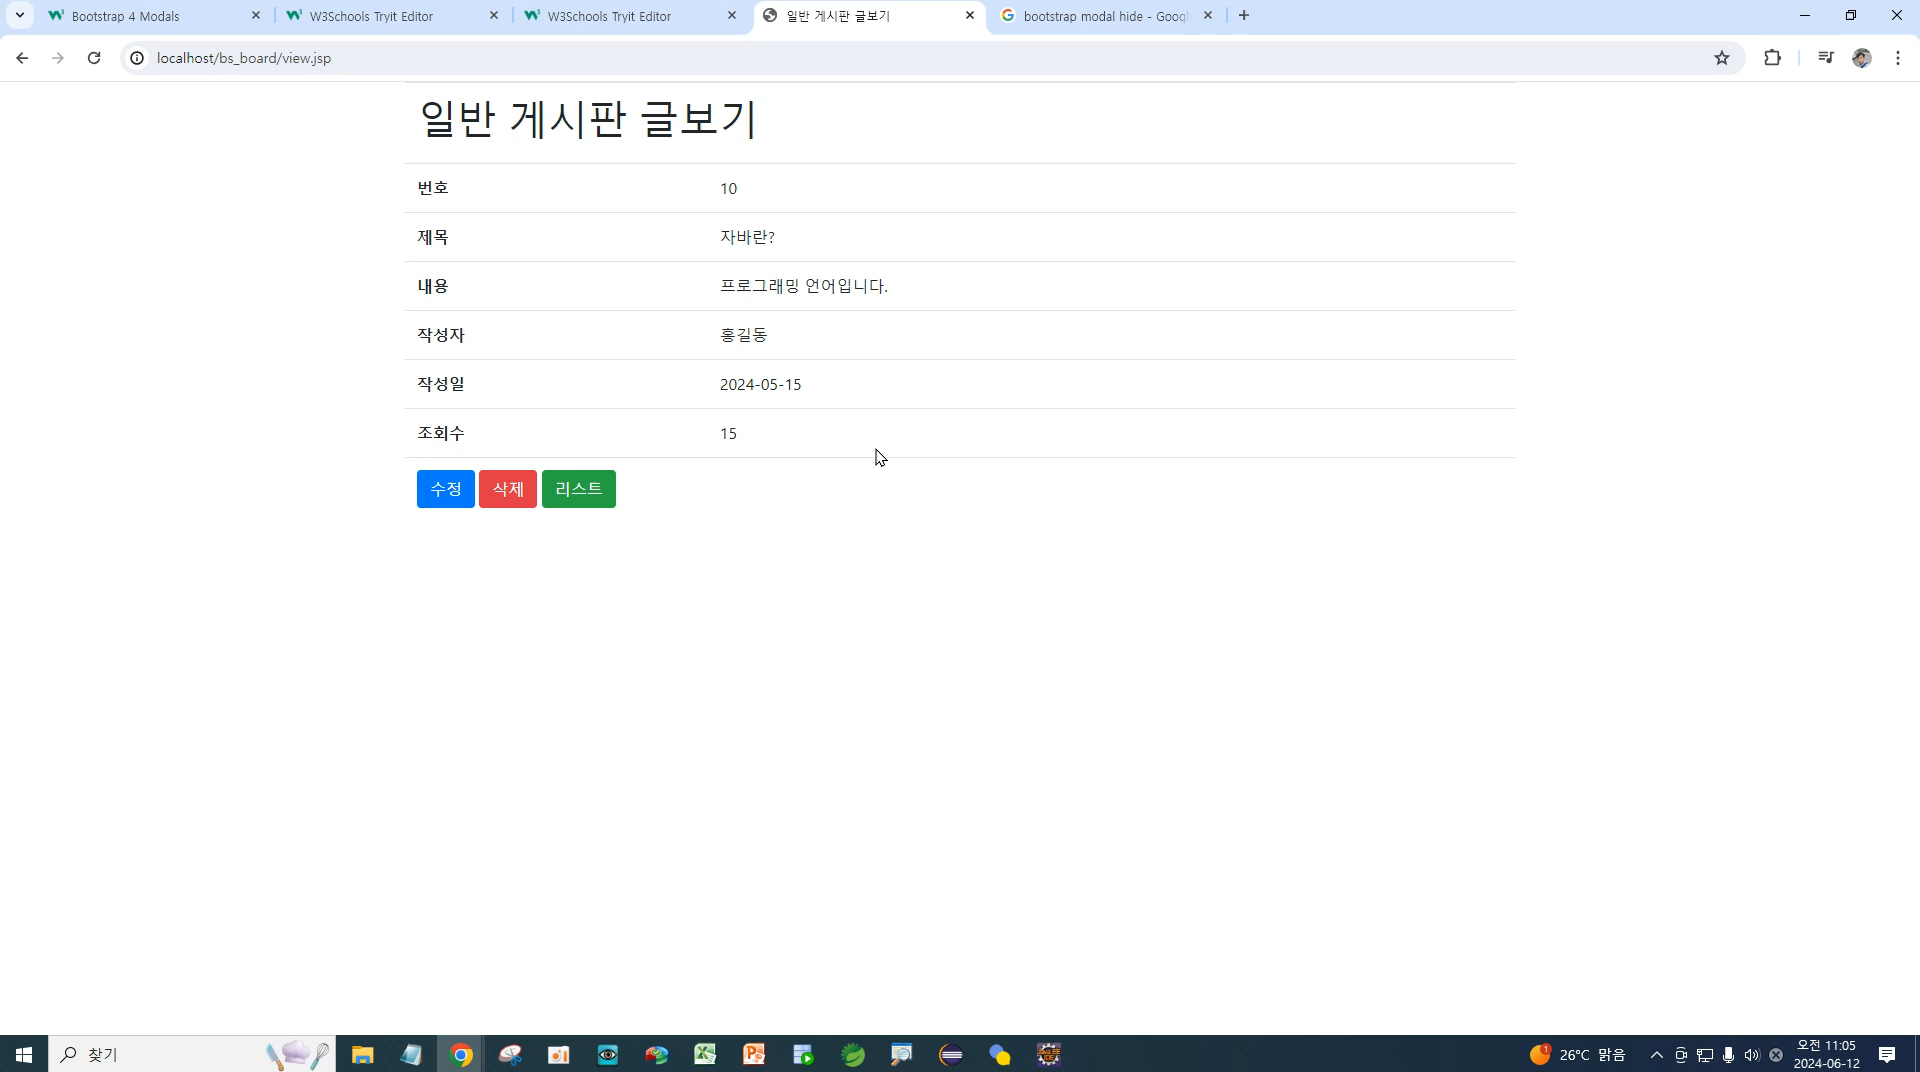 Bootstrap 4 Modals
W3Schools Tryit Editor
W3Schools Tryit Editor
일반 게시판 글보기
bootstrap modal hide - Goog
localhost/bs_board/view.jsp
일반 게시판 글보기
번호 10
제목 자바란?
내용 프로그래밍 언어입니다.
작성자 홍길동
작성일 2024-05-15
조회수 15
수정 삭제 리스트
찾기
1
26°C 맑음
오전 11:05
2024-06-12